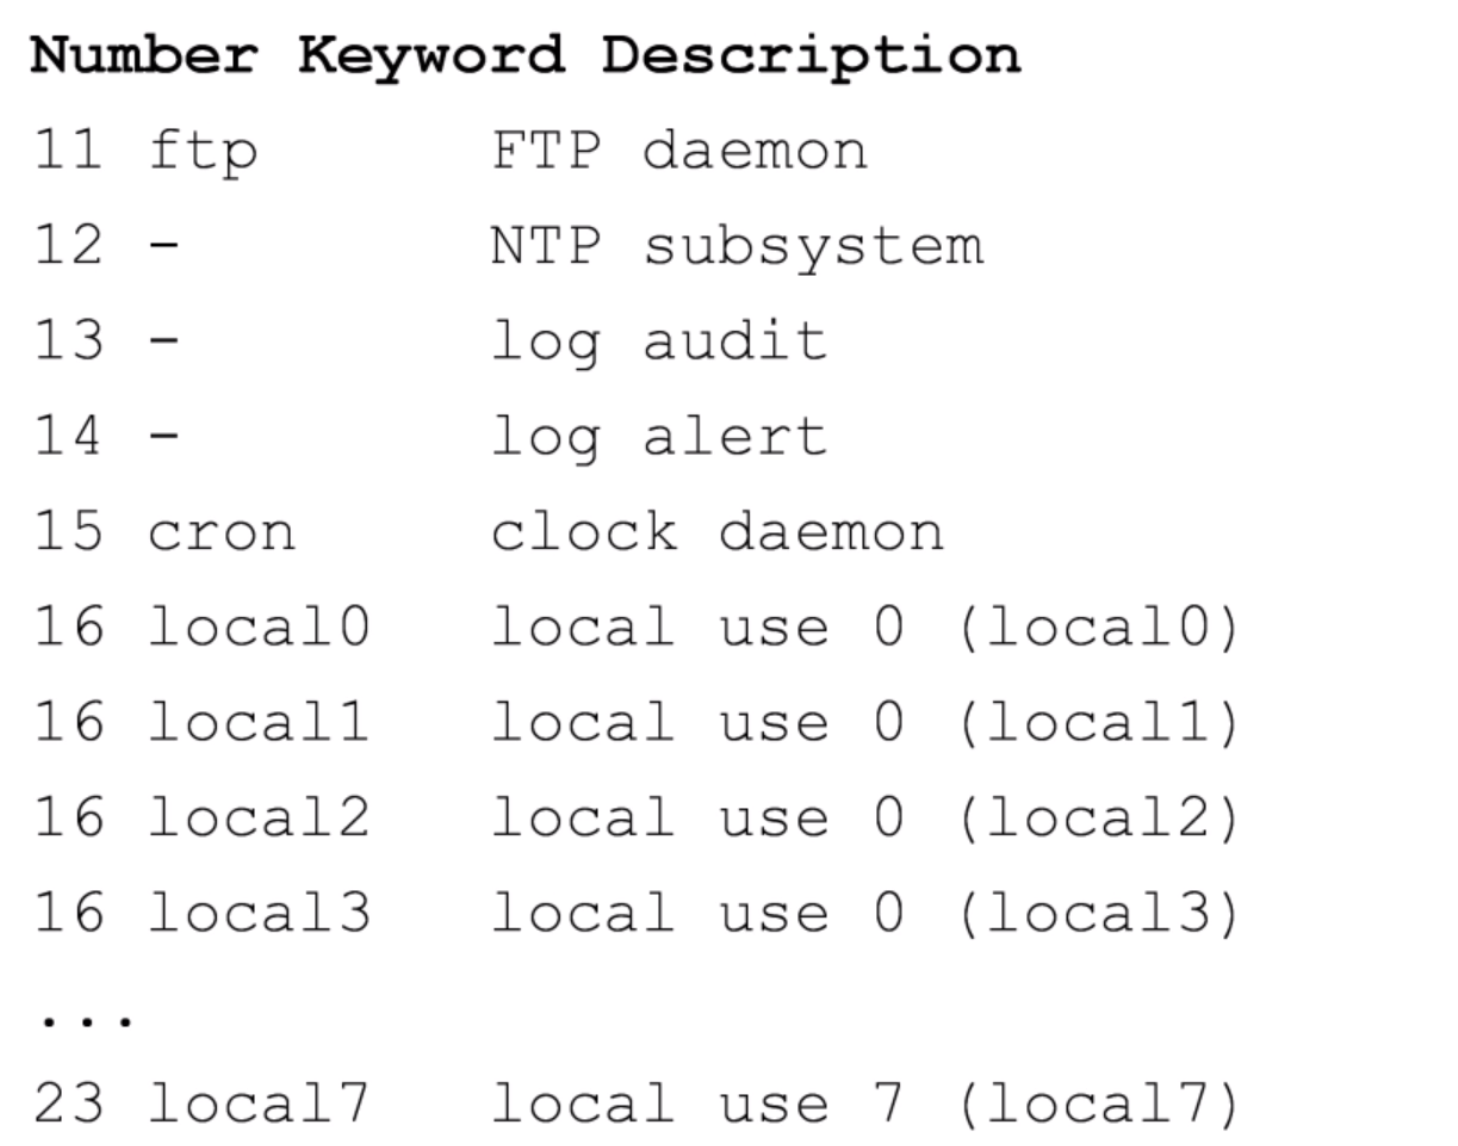 Number Keyword Description
11 ftp FTP daemon
12 - NTP subsystem
13 - log audit
14 - log alert
15 cron clock daemon
16 local0 local use 0 (local0)
16 local1 local use 0 (local1)
16 local2 local use 0 (local2)
16 local3 local use 0 (local3)
...
23 local7 local use 7 (local7)